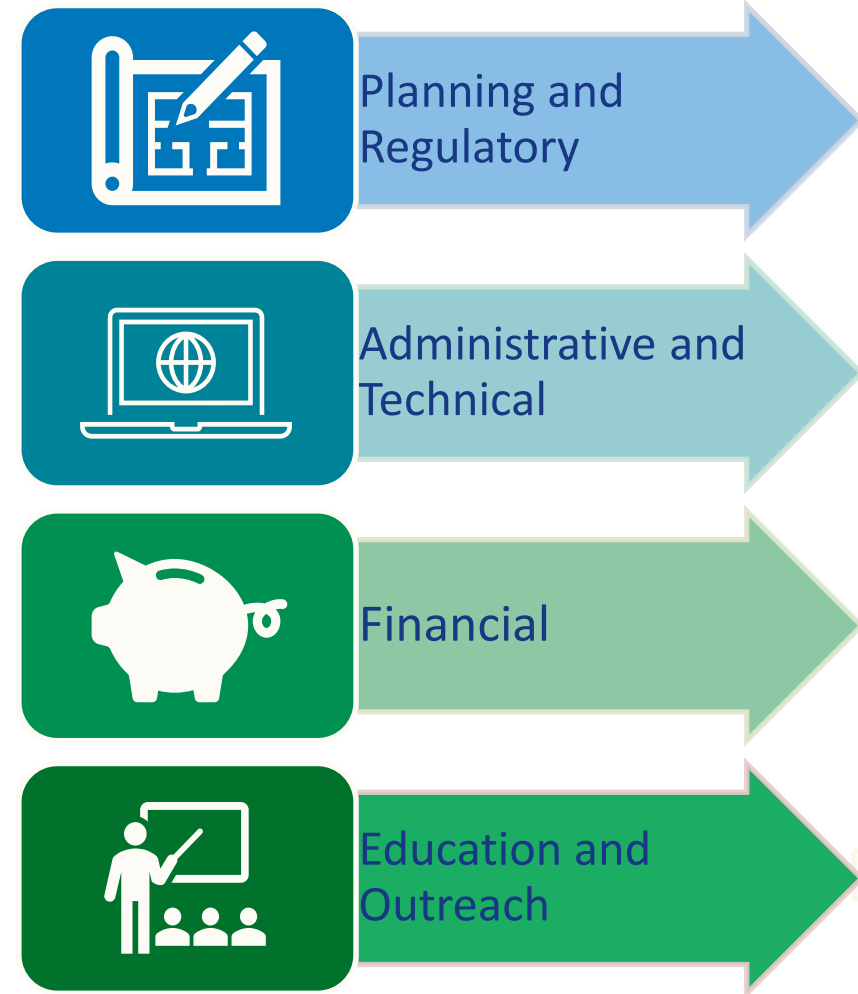 Planning and
Regulatory
Administrative and
Technical
Financial
Education and
Outreach